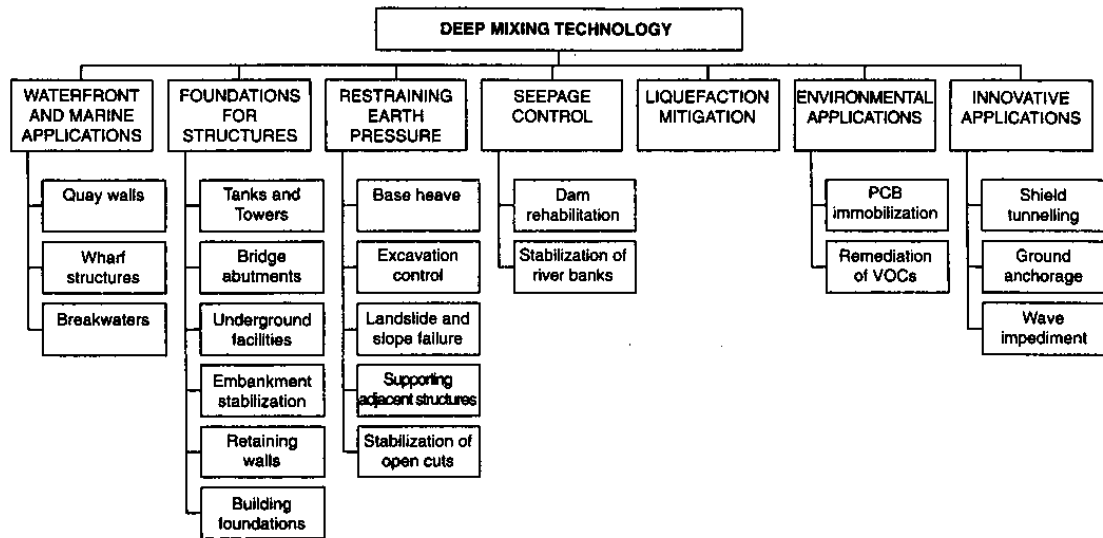 DEEP MIXING TECHNOLOGY
WATERFRONT
AND MARINE
APPLICATIONS
Quay walls
Wharf
structures
Breakwaters
FOUNDATIONS
FOR
STRUCTURES
Tanks and
Towers
Bridge
abutments
Underground
facilities
Embankment
stabilization
Retaining
walls
Building
foundations
RESTRAINING
EARTH
PRESSURE
Base heave
Excavation
control
Landslide and
slope failure
Supporting
adjacent structures
Stabilization of
open cuts
SEEPAGE
CONTROL
Dam
rehabilitation
Stabilization of
river banks
LIQUEFACTION
MITIGATION
ENVIRONMENTAL
APPLICATIONS
PCB
immobilization
Remediation
of VOCs
INNOVATIVE
APPLICATIONS
Shield
tunnelling
Ground
anchorage
Wave
impediment